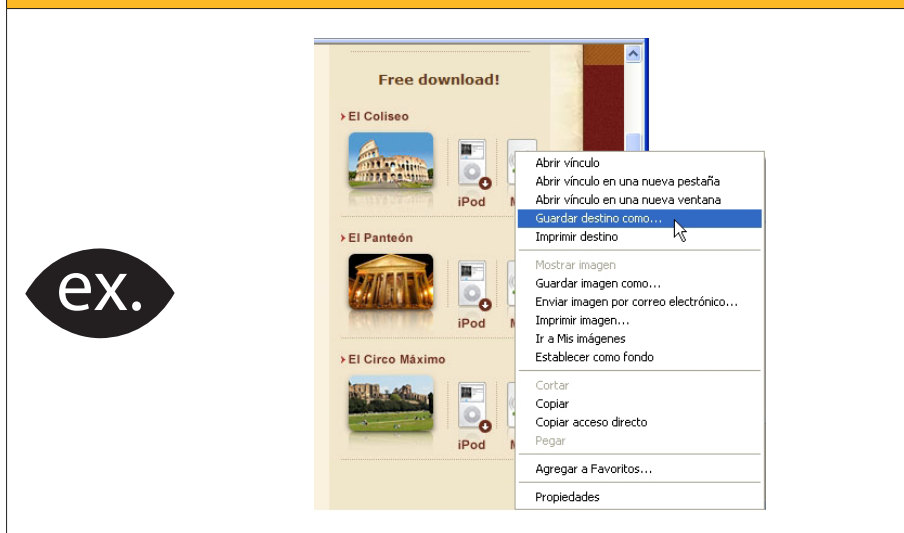 Free download!
El Coliseo
iPod
El Panteón
iPod
El Circo Máximo
iPod
ex.
Abrir vínculo
Abrir vínculo en una nueva pestaña
Abrir vínculo en una nueva ventana
Guardar destino como...
Imprimir destino
Mostrar imagen
Guardar imagen como...
Enviar imagen por correo electrónico...
Imprimir imagen...
Ir a Mis imágenes
Establecer como fondo
Cortar
Copiar
Copiar acceso directo
Pegar
Agregar a Favoritos...
Propiedades